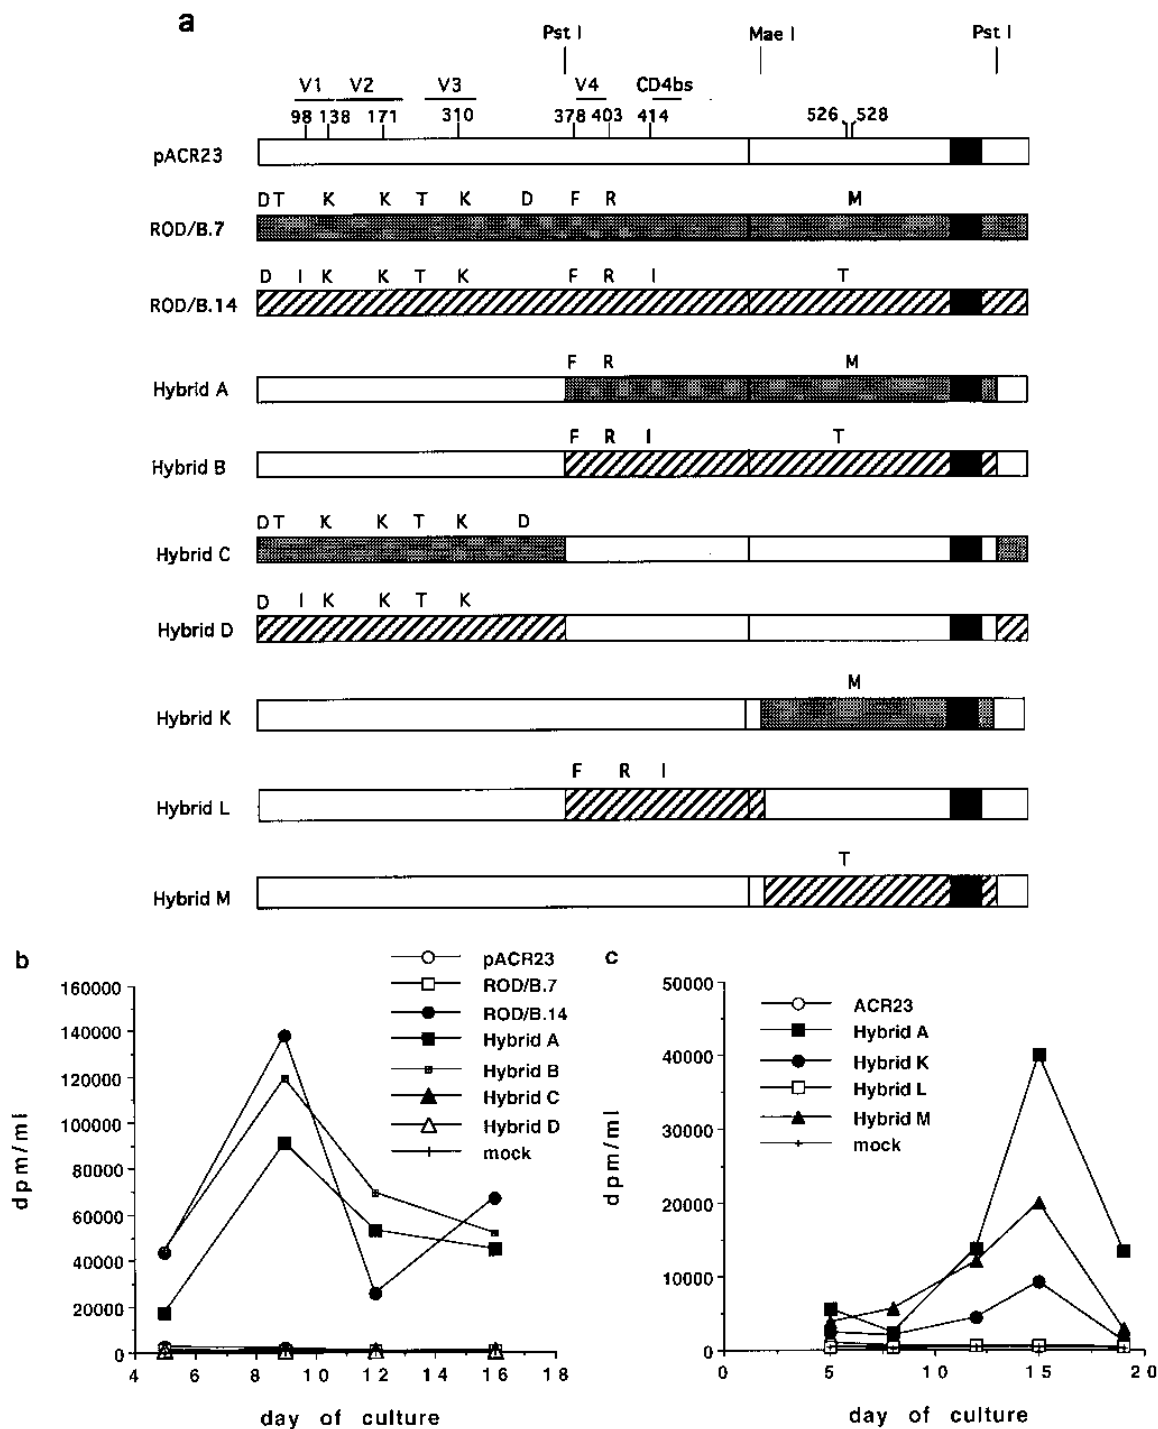 a
Pst I Mae I Pst I
V1 V2 V3 V4 CD4bs
98 138 171 310 378 403 414 526 528
pACR23
D T K K T K D F R M
ROD/B.7
D I K K T K F R I T
ROD/B.14
F R M
Hybrid A
F R I T
Hybrid B
D T K K T K D
Hybrid C
D I K K T K
Hybrid D
M
Hybrid K
F R I
Hybrid L
T
Hybrid M
b
pACR23
ROD/B.7
ROD/B.14
Hybrid A
Hybrid B
Hybrid C
Hybrid D
mock
160000
140000
120000
100000
80000
60000
40000
20000
0
dpm/ml
4 6 8 10 12 14 16 18
day of culture
c
ACR23
Hybrid A
Hybrid K
Hybrid L
Hybrid M
mock
50000
40000
30000
20000
10000
0
dpm/ml
0 5 10 15 20
day of culture